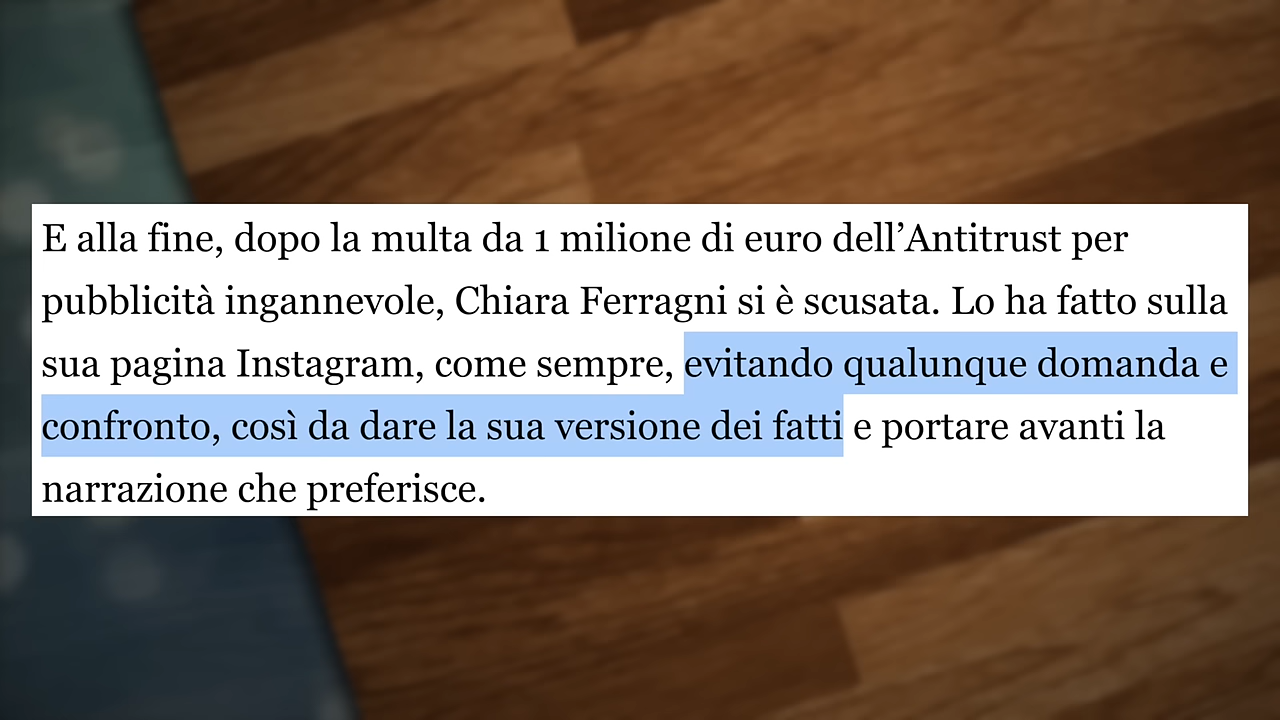 E alla fine, dopo la multa da 1 milione di euro dell’Antitrust per
pubblicità ingannevole, Chiara Ferragni si è scusata. Lo ha fatto sulla
sua pagina Instagram, come sempre, evitando qualunque domanda e
confronto, così da dare la sua versione dei fatti e portare avanti la
narrazione che preferisce.